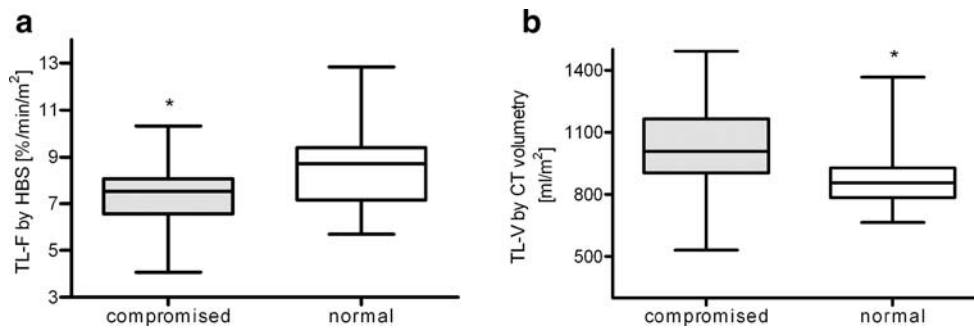 a
TL-F by HBS [%/min/m²]
13
11
9
7
5
3
*
compromised
normal
b
TL-V by CT volumetry
[ml/m²]
1400
1100
800
500
*
compromised
normal